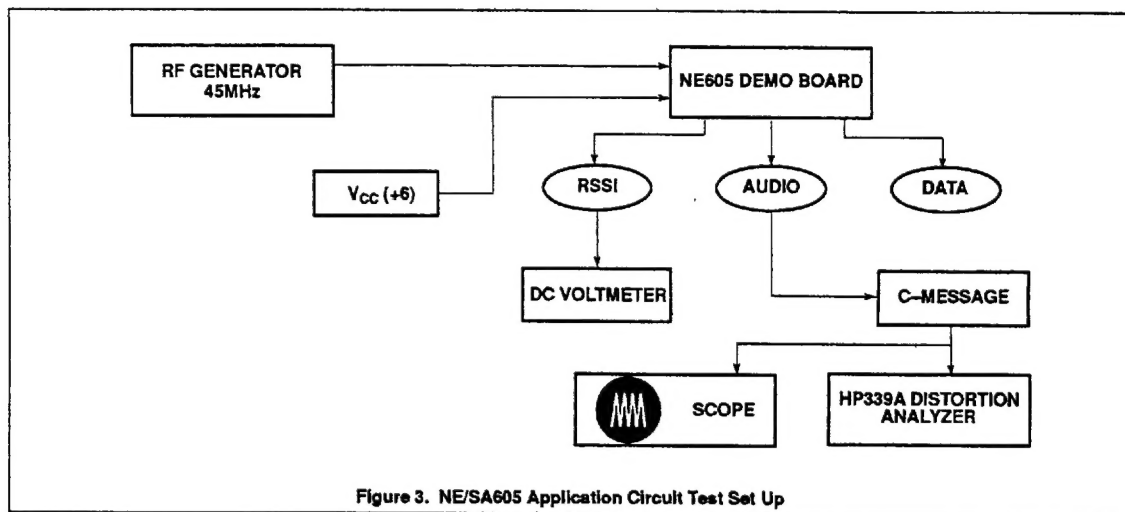 RF GENERATOR
45MHz
NE605 DEMO BOARD
VCC (+6)
RSSI
AUDIO
DATA
DC VOLTMETER
C–MESSAGE
SCOPE
HP339A DISTORTION
ANALYZER
Figure 3. NE/SA605 Application Circuit Test Set Up